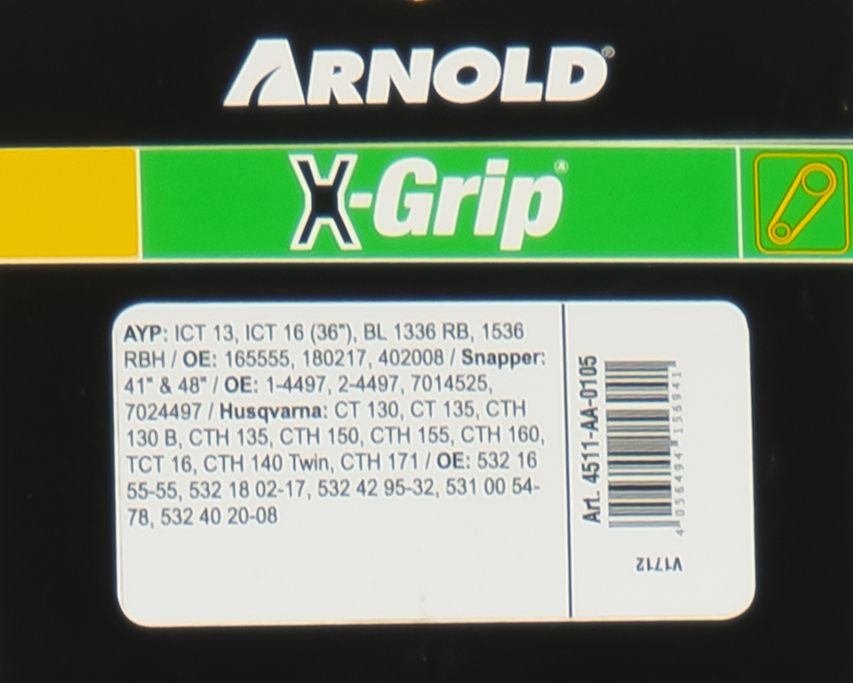 ARNOLD®
X-Grip®
AYP: ICT 13, ICT 16 (36"), BL 1336 RB, 1536
RBH / OE: 165555, 180217, 402008 / Snapper:
41" & 48" / OE: 1-4497, 2-4497, 7014525,
7024497 / Husqvarna: CT 130, CT 135, CTH
130 B, CTH 135, CTH 150, CTH 155, CTH 160,
TCT 16, CTH 140 Twin, CTH 171 / OE: 532 16
55-55, 532 18 02-17, 532 42 95-32, 531 00 54-
78, 532 40 20-08
Art. 4511-AA-0105
4 056494 156941
V1712